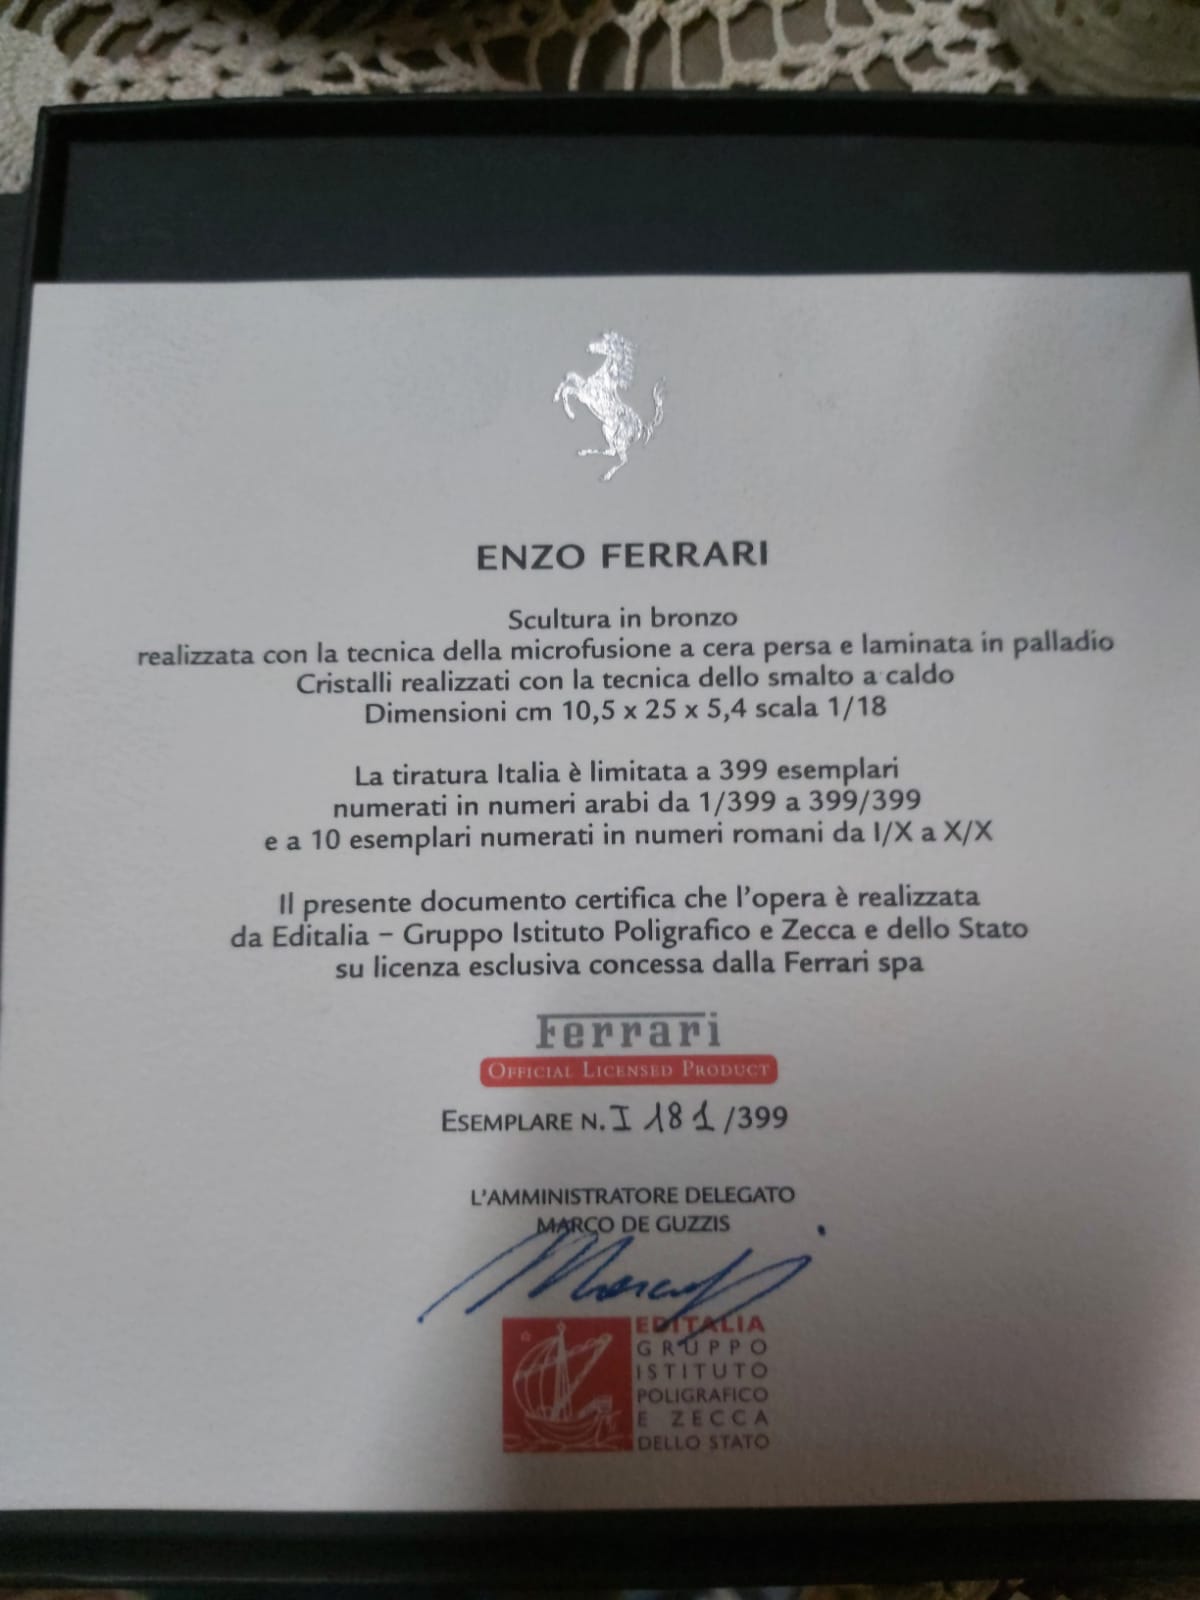 ENZO FERRARI
Scultura in bronzo
realizzata con la tecnica della microfusione a cera persa e laminata in palladio
Cristalli realizzati con la tecnica dello smalto a caldo
Dimensioni cm 10,5 x 25 x 5,4 scala 1/18
La tiratura Italia è limitata a 399 esemplari
numerati in numeri arabi da 1/399 a 399/399
e a 10 esemplari numerati in numeri romani da I/X a X/X
Il presente documento certifica che l'opera è realizzata
da Editalia – Gruppo Istituto Poligrafico e Zecca e dello Stato
su licenza esclusiva concessa dalla Ferrari spa
Ferrari
OFFICIAL LICENSED PRODUCT
ESEMPLARE N. I 181/399
L'AMMINISTRATORE DELEGATO
MARCO DE GUZZIS
EDITALIA
GRUPPO
ISTITUTO
POLIGRAFICO
E ZECCA
DELLO STATO